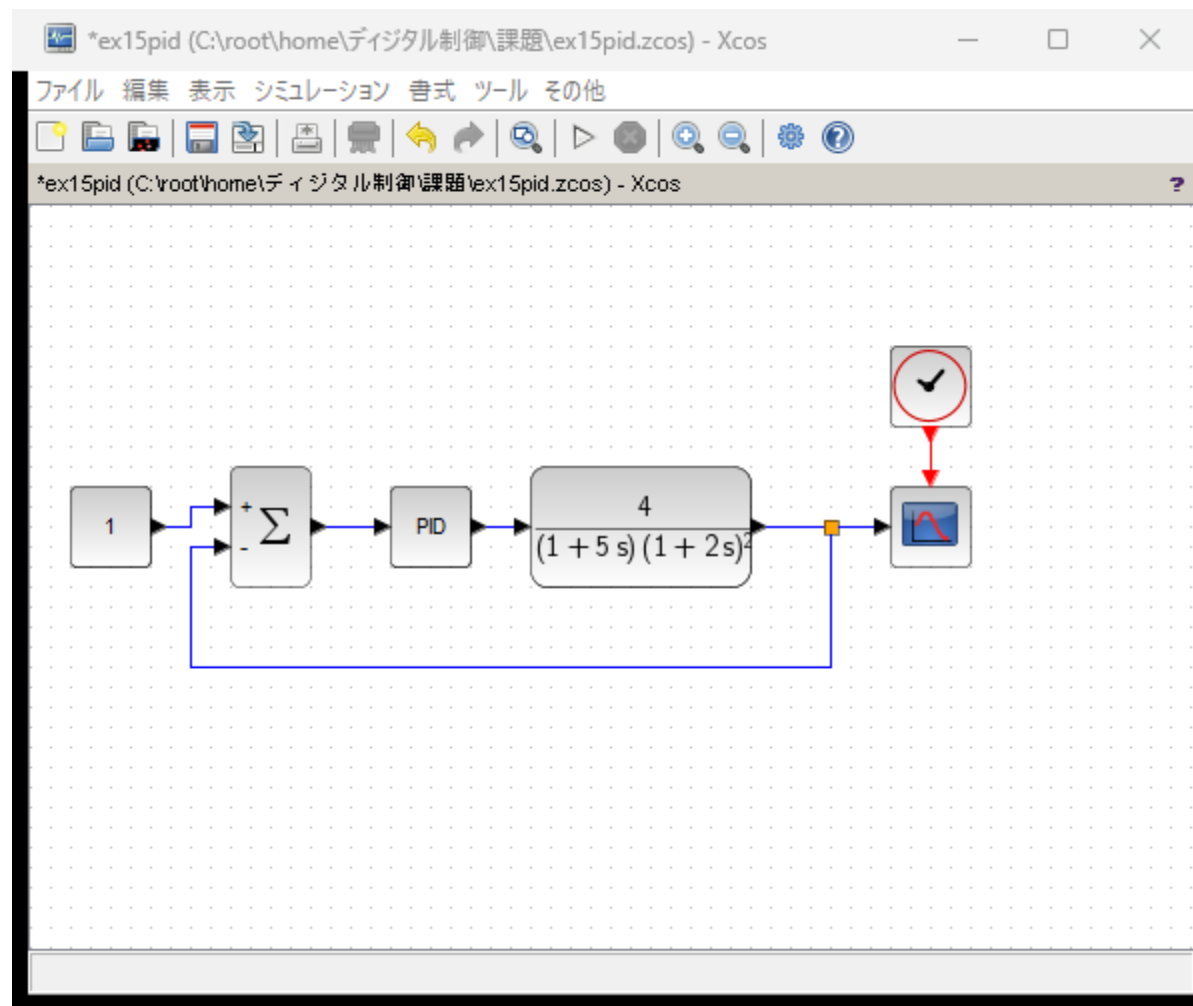 *ex15pid (C:\root\home\ディジタル制御\課題\ex15pid.zcos) - Xcos
ファイル 編集 表示 シミュレーション 書式 ツール その他
*ex15pid (C:\root\home\ディジタル制御\課題\ex15pid.zcos) - Xcos ?
1
+
-
Σ
PID
4
(1 + 5 s) (1 + 2 s)²